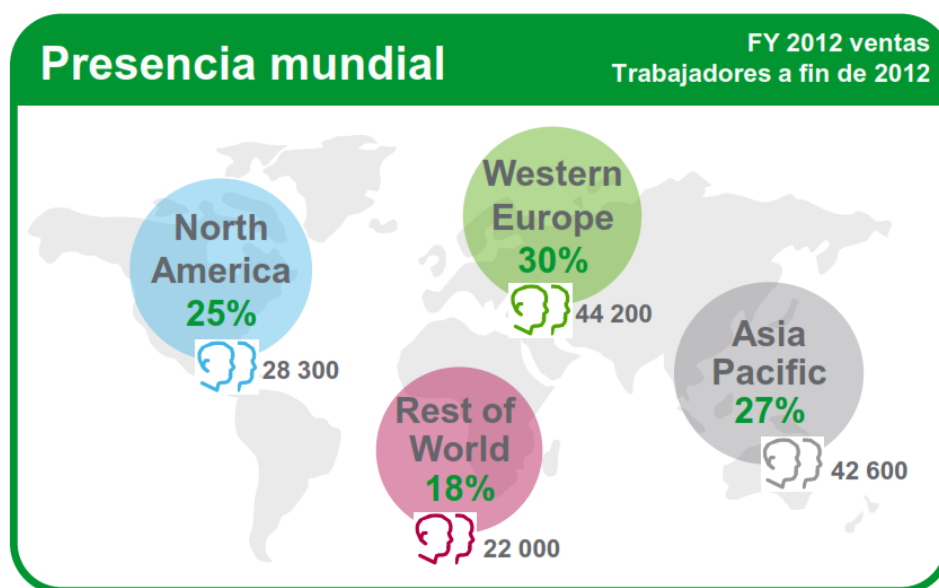 Presencia mundial
FY 2012 ventas
Trabajadores a fin de 2012
North
America
25%
28 300
Western
Europe
30%
44 200
Asia
Pacific
27%
42 600
Rest of
World
18%
22 000